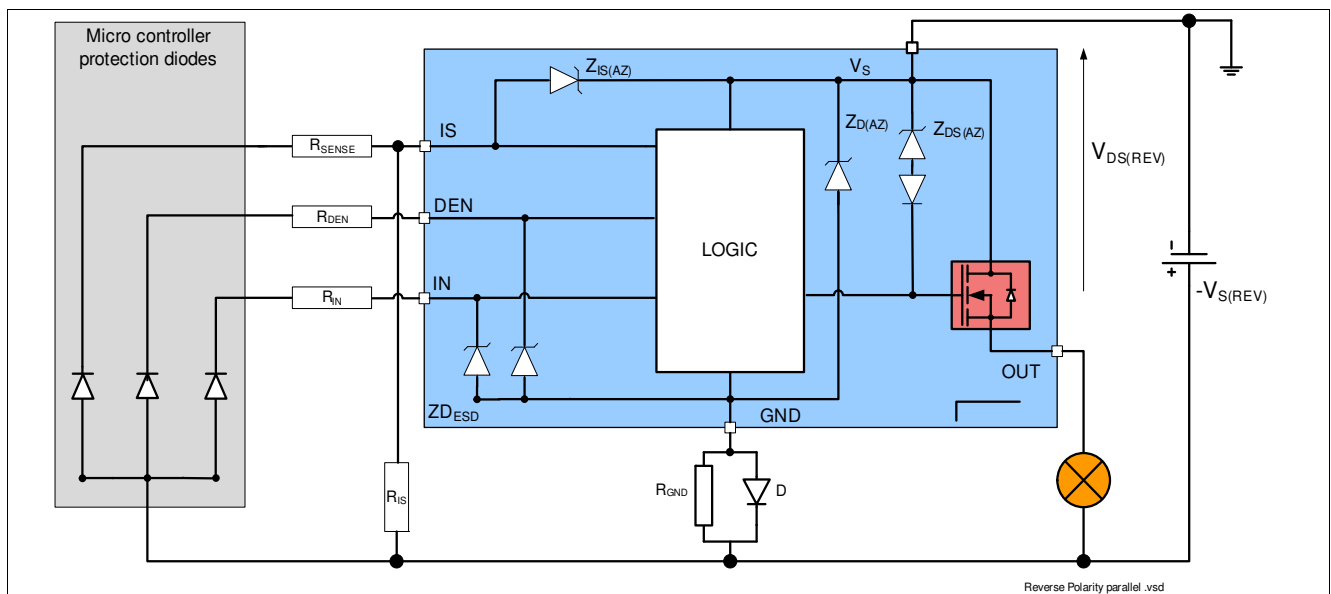 Micro controller
protection diodes
Z_IS(AZ)
V_S
Z_D(AZ)
Z_DS(AZ)
V_DS(REV)
IS
R_SENSE
DEN
R_DEN
LOGIC
IN
R_IN
-
+
-V_S(REV)
OUT
ZD_ESD
GND
R_IS
R_GND
D
Reverse Polarity parallel .vsd